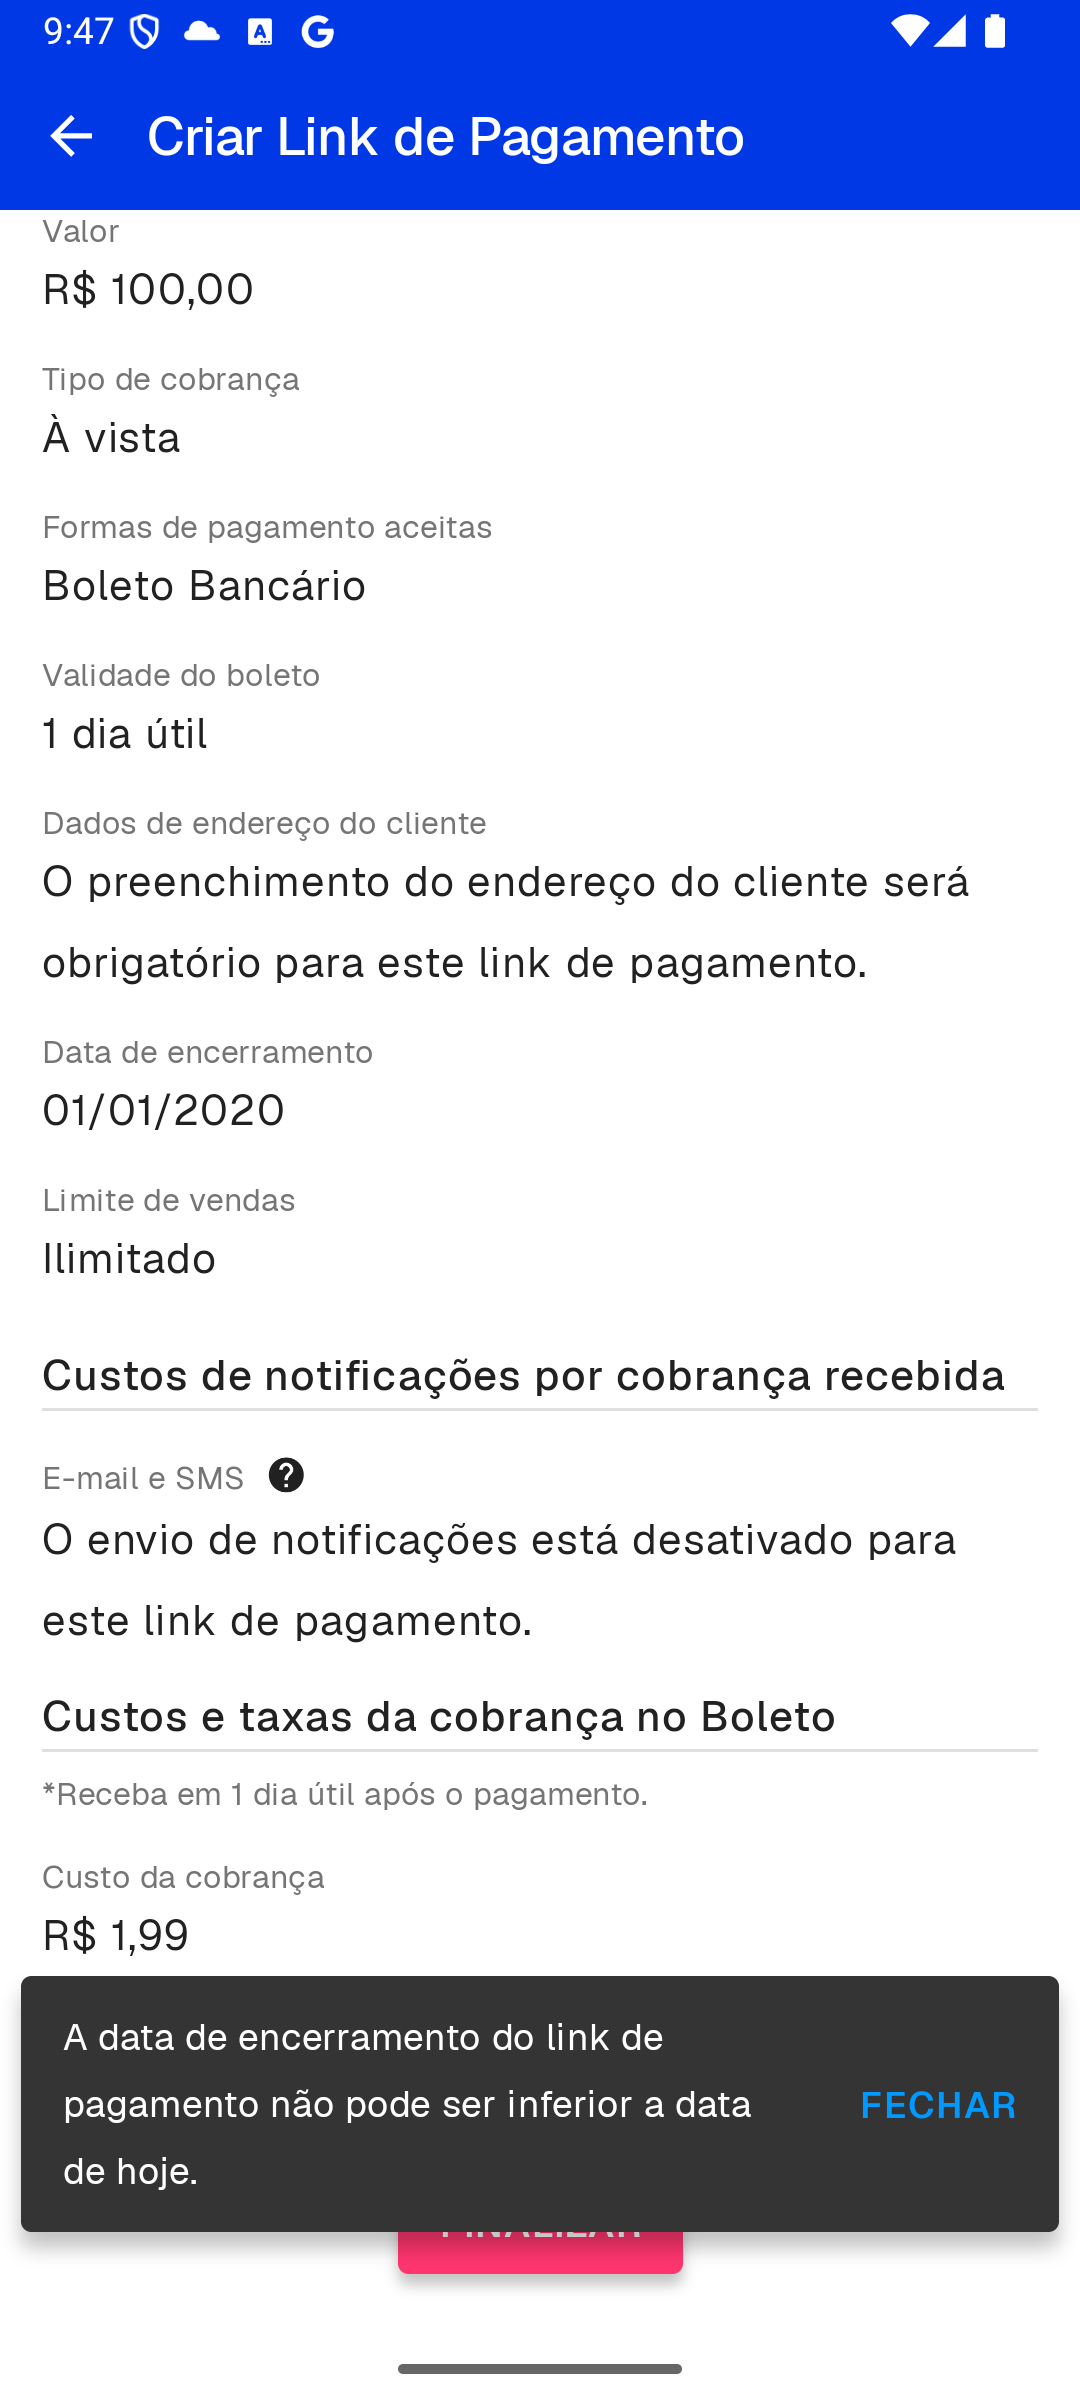 9:47
Criar Link de Pagamento
Valor
R$ 100,00
Tipo de cobrança
À vista
Formas de pagamento aceitas
Boleto Bancário
Validade do boleto
1 dia útil
Dados de endereço do cliente
O preenchimento do endereço do cliente será
obrigatório para este link de pagamento.
Data de encerramento
01/01/2020
Limite de vendas
Ilimitado
Custos de notificações por cobrança recebida
E-mail e SMS
O envio de notificações está desativado para
este link de pagamento.
Custos e taxas da cobrança no Boleto
*Receba em 1 dia útil após o pagamento.
Custo da cobrança
R$ 1,99
A data de encerramento do link de
pagamento não pode ser inferior a data
de hoje.
FECHAR
FINALIZAR